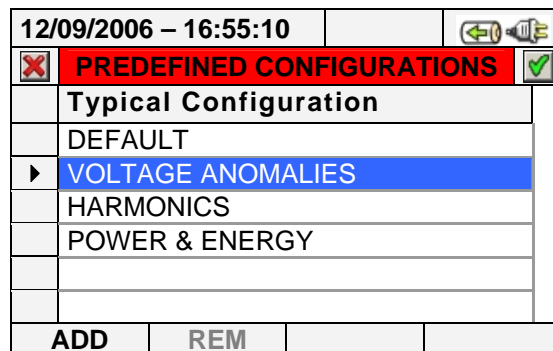 12/09/2006 – 16:55:10
PREDEFINED CONFIGURATIONS
Typical Configuration
DEFAULT
VOLTAGE ANOMALIES
HARMONICS
POWER & ENERGY
ADD REM